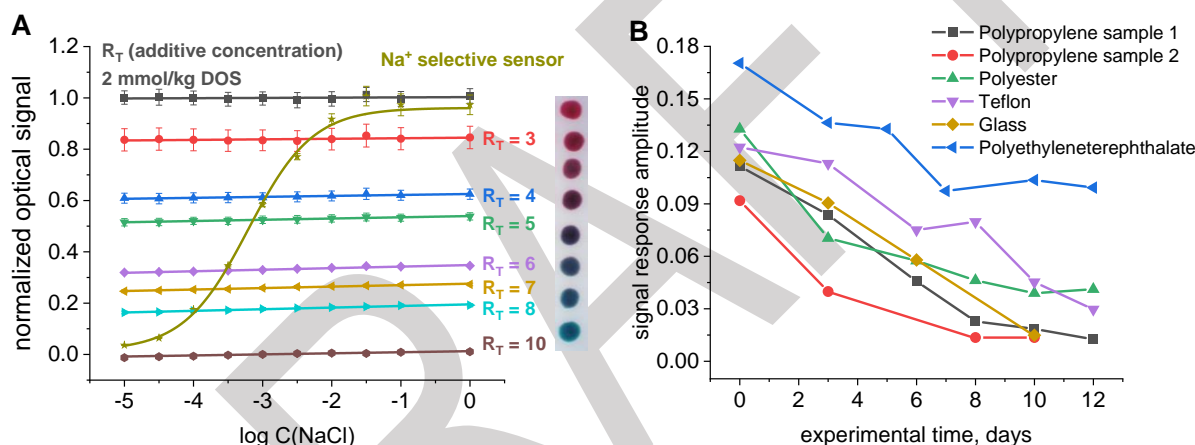 A
R_T (additive concentration)
2 mmol/kg DOS
Na⁺ selective sensor
R_T = 3
R_T = 4
R_T = 5
R_T = 6
R_T = 7
R_T = 8
R_T = 10
1.2
1.0
0.8
0.6
0.4
0.2
0.0
-5 -4 -3 -2 -1 0
normalized optical signal
log C(NaCl)
B
Polypropylene sample 1
Polypropylene sample 2
Polyester
Teflon
Glass
Polyethyleneterephthalate
0.18
0.15
0.12
0.09
0.06
0.03
0.00
0 2 4 6 8 10 12
signal response amplitude
experimental time, days